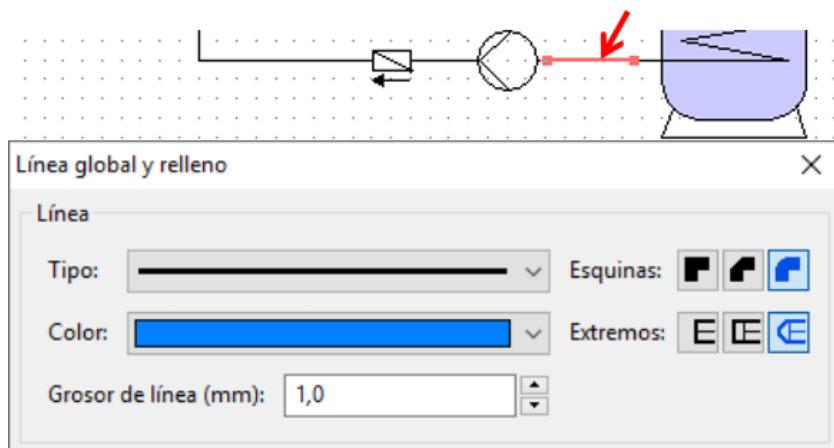 Línea global y relleno
Línea
Tipo:
Esquinas:
Color:
Extremos:
Grosor de línea (mm):
1,0